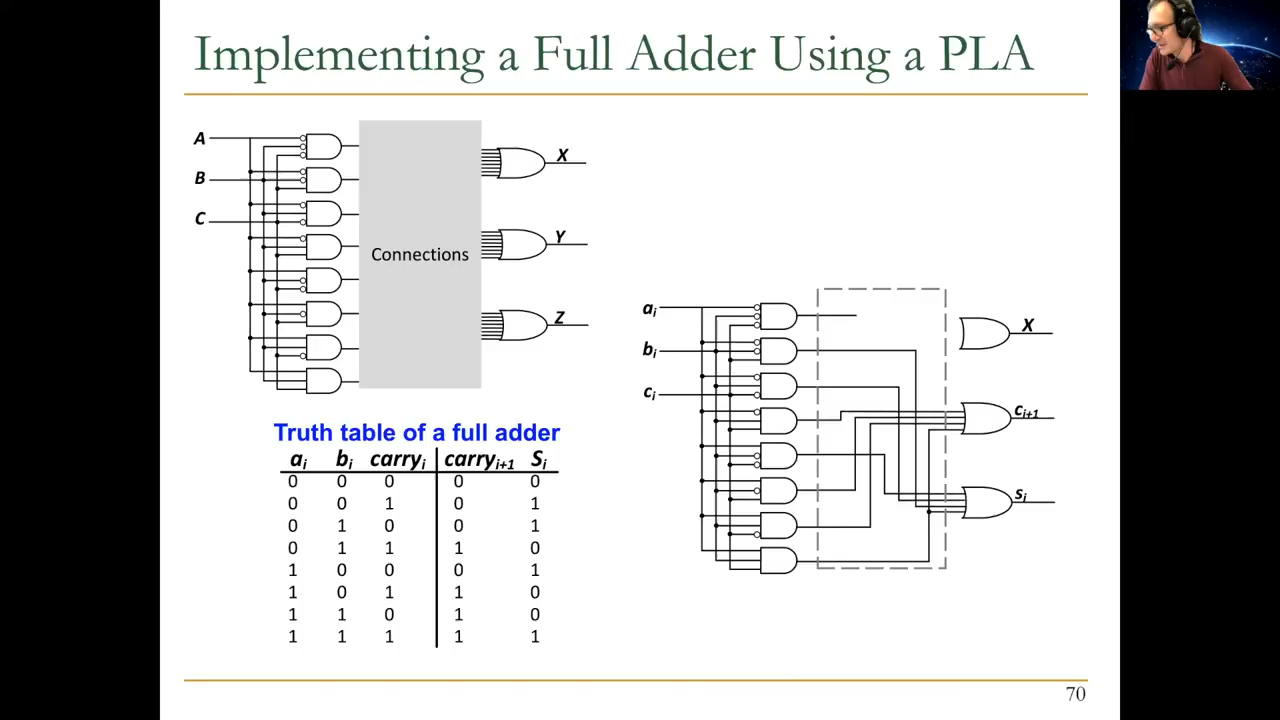 Implementing a Full Adder Using a PLA
A
B
C
Connections
X
Y
Z
Truth table of a full adder
aᵢ bᵢ carryᵢ carryᵢ₊₁ Sᵢ
0 0 0 0 0
0 0 1 0 1
0 1 0 0 1
0 1 1 1 0
1 0 0 0 1
1 0 1 1 0
1 1 0 1 0
1 1 1 1 1
aᵢ
bᵢ
cᵢ
X
cᵢ₊₁
sᵢ
70